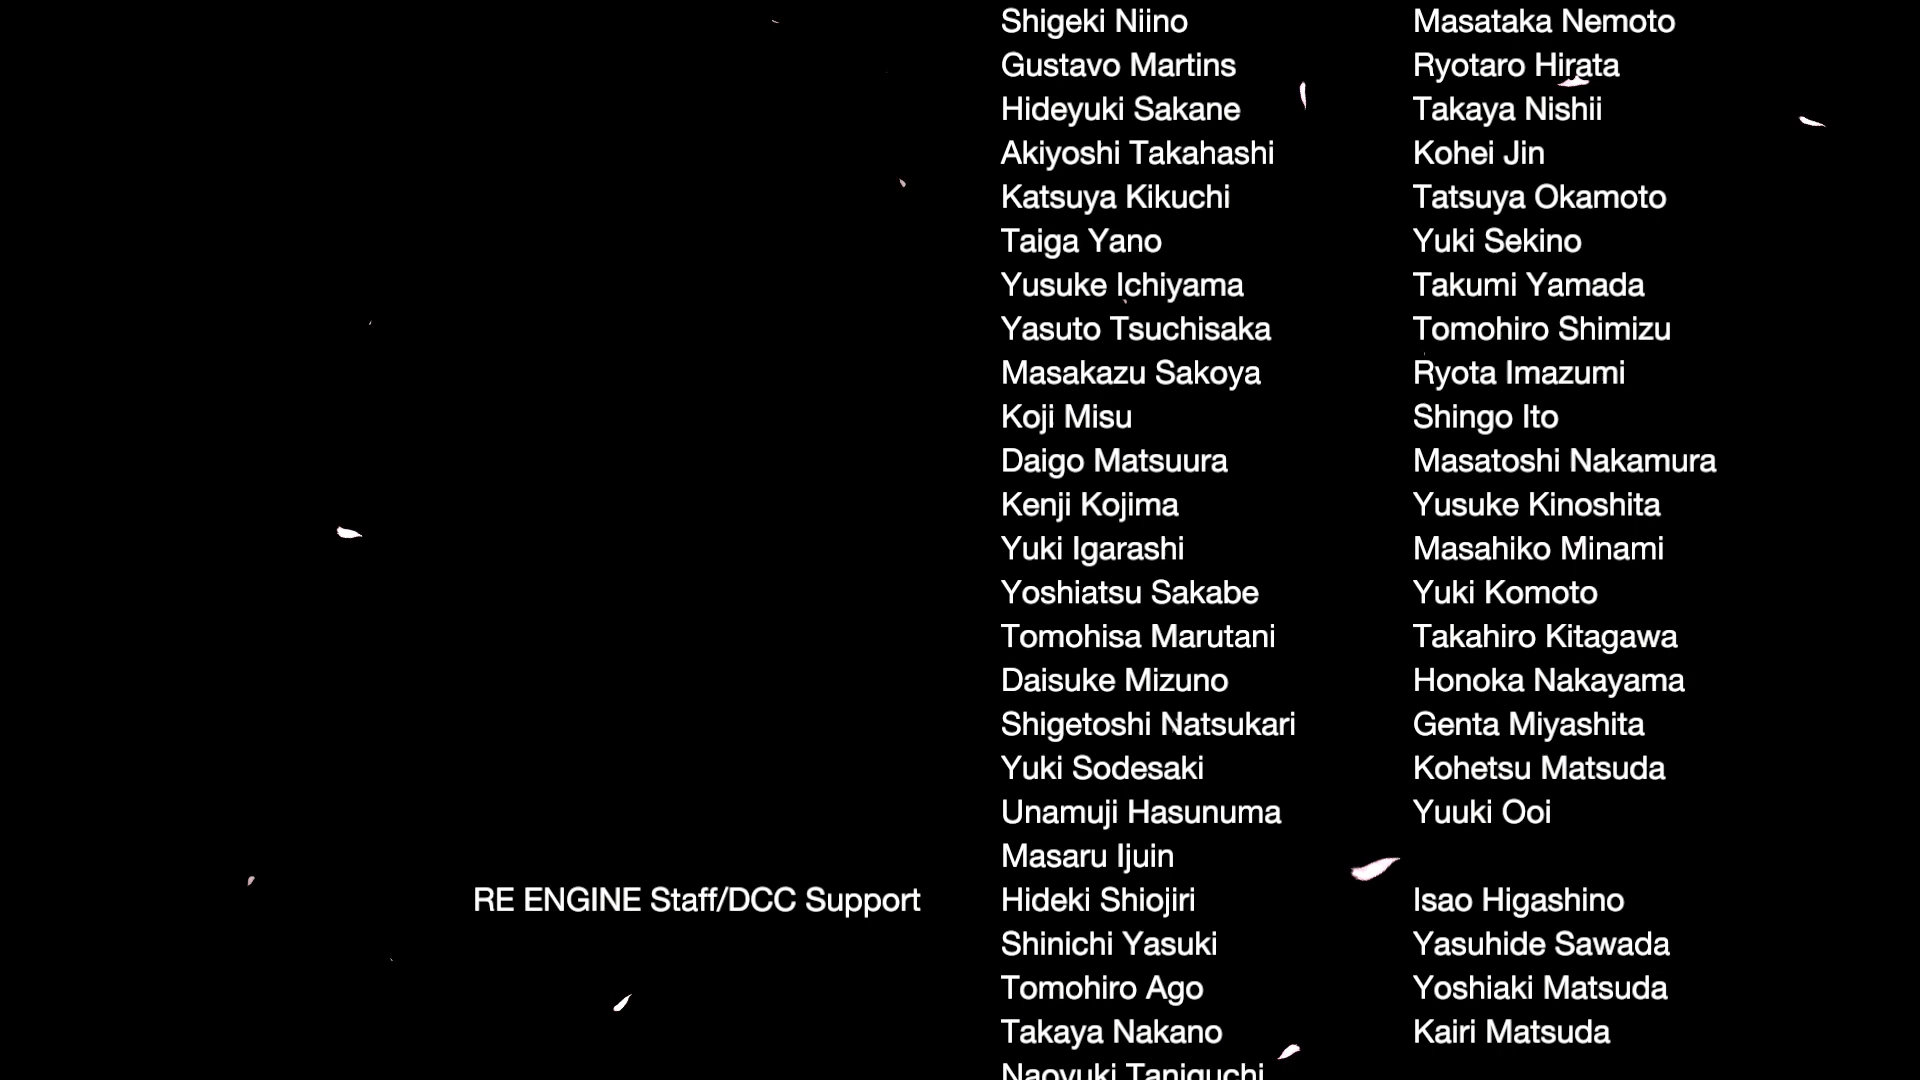 Shigeki Niino Masataka Nemoto
Gustavo Martins Ryotaro Hirata
Hideyuki Sakane Takaya Nishii
Akiyoshi Takahashi Kohei Jin
Katsuya Kikuchi Tatsuya Okamoto
Taiga Yano Yuki Sekino
Yusuke Ichiyama Takumi Yamada
Yasuto Tsuchisaka Tomohiro Shimizu
Masakazu Sakoya Ryota Imazumi
Koji Misu Shingo Ito
Daigo Matsuura Masatoshi Nakamura
Kenji Kojima Yusuke Kinoshita
Yuki Igarashi Masahiko Minami
Yoshiatsu Sakabe Yuki Komoto
Tomohisa Marutani Takahiro Kitagawa
Daisuke Mizuno Honoka Nakayama
Shigetoshi Natsukari Genta Miyashita
Yuki Sodesaki Kohetsu Matsuda
Unamuji Hasunuma Yuuki Ooi
Masaru Ijuin
RE ENGINE Staff/DCC Support Hideki Shiojiri Isao Higashino
Shinichi Yasuki Yasuhide Sawada
Tomohiro Ago Yoshiaki Matsuda
Takaya Nakano Kairi Matsuda
Naoyuki Taniguchi